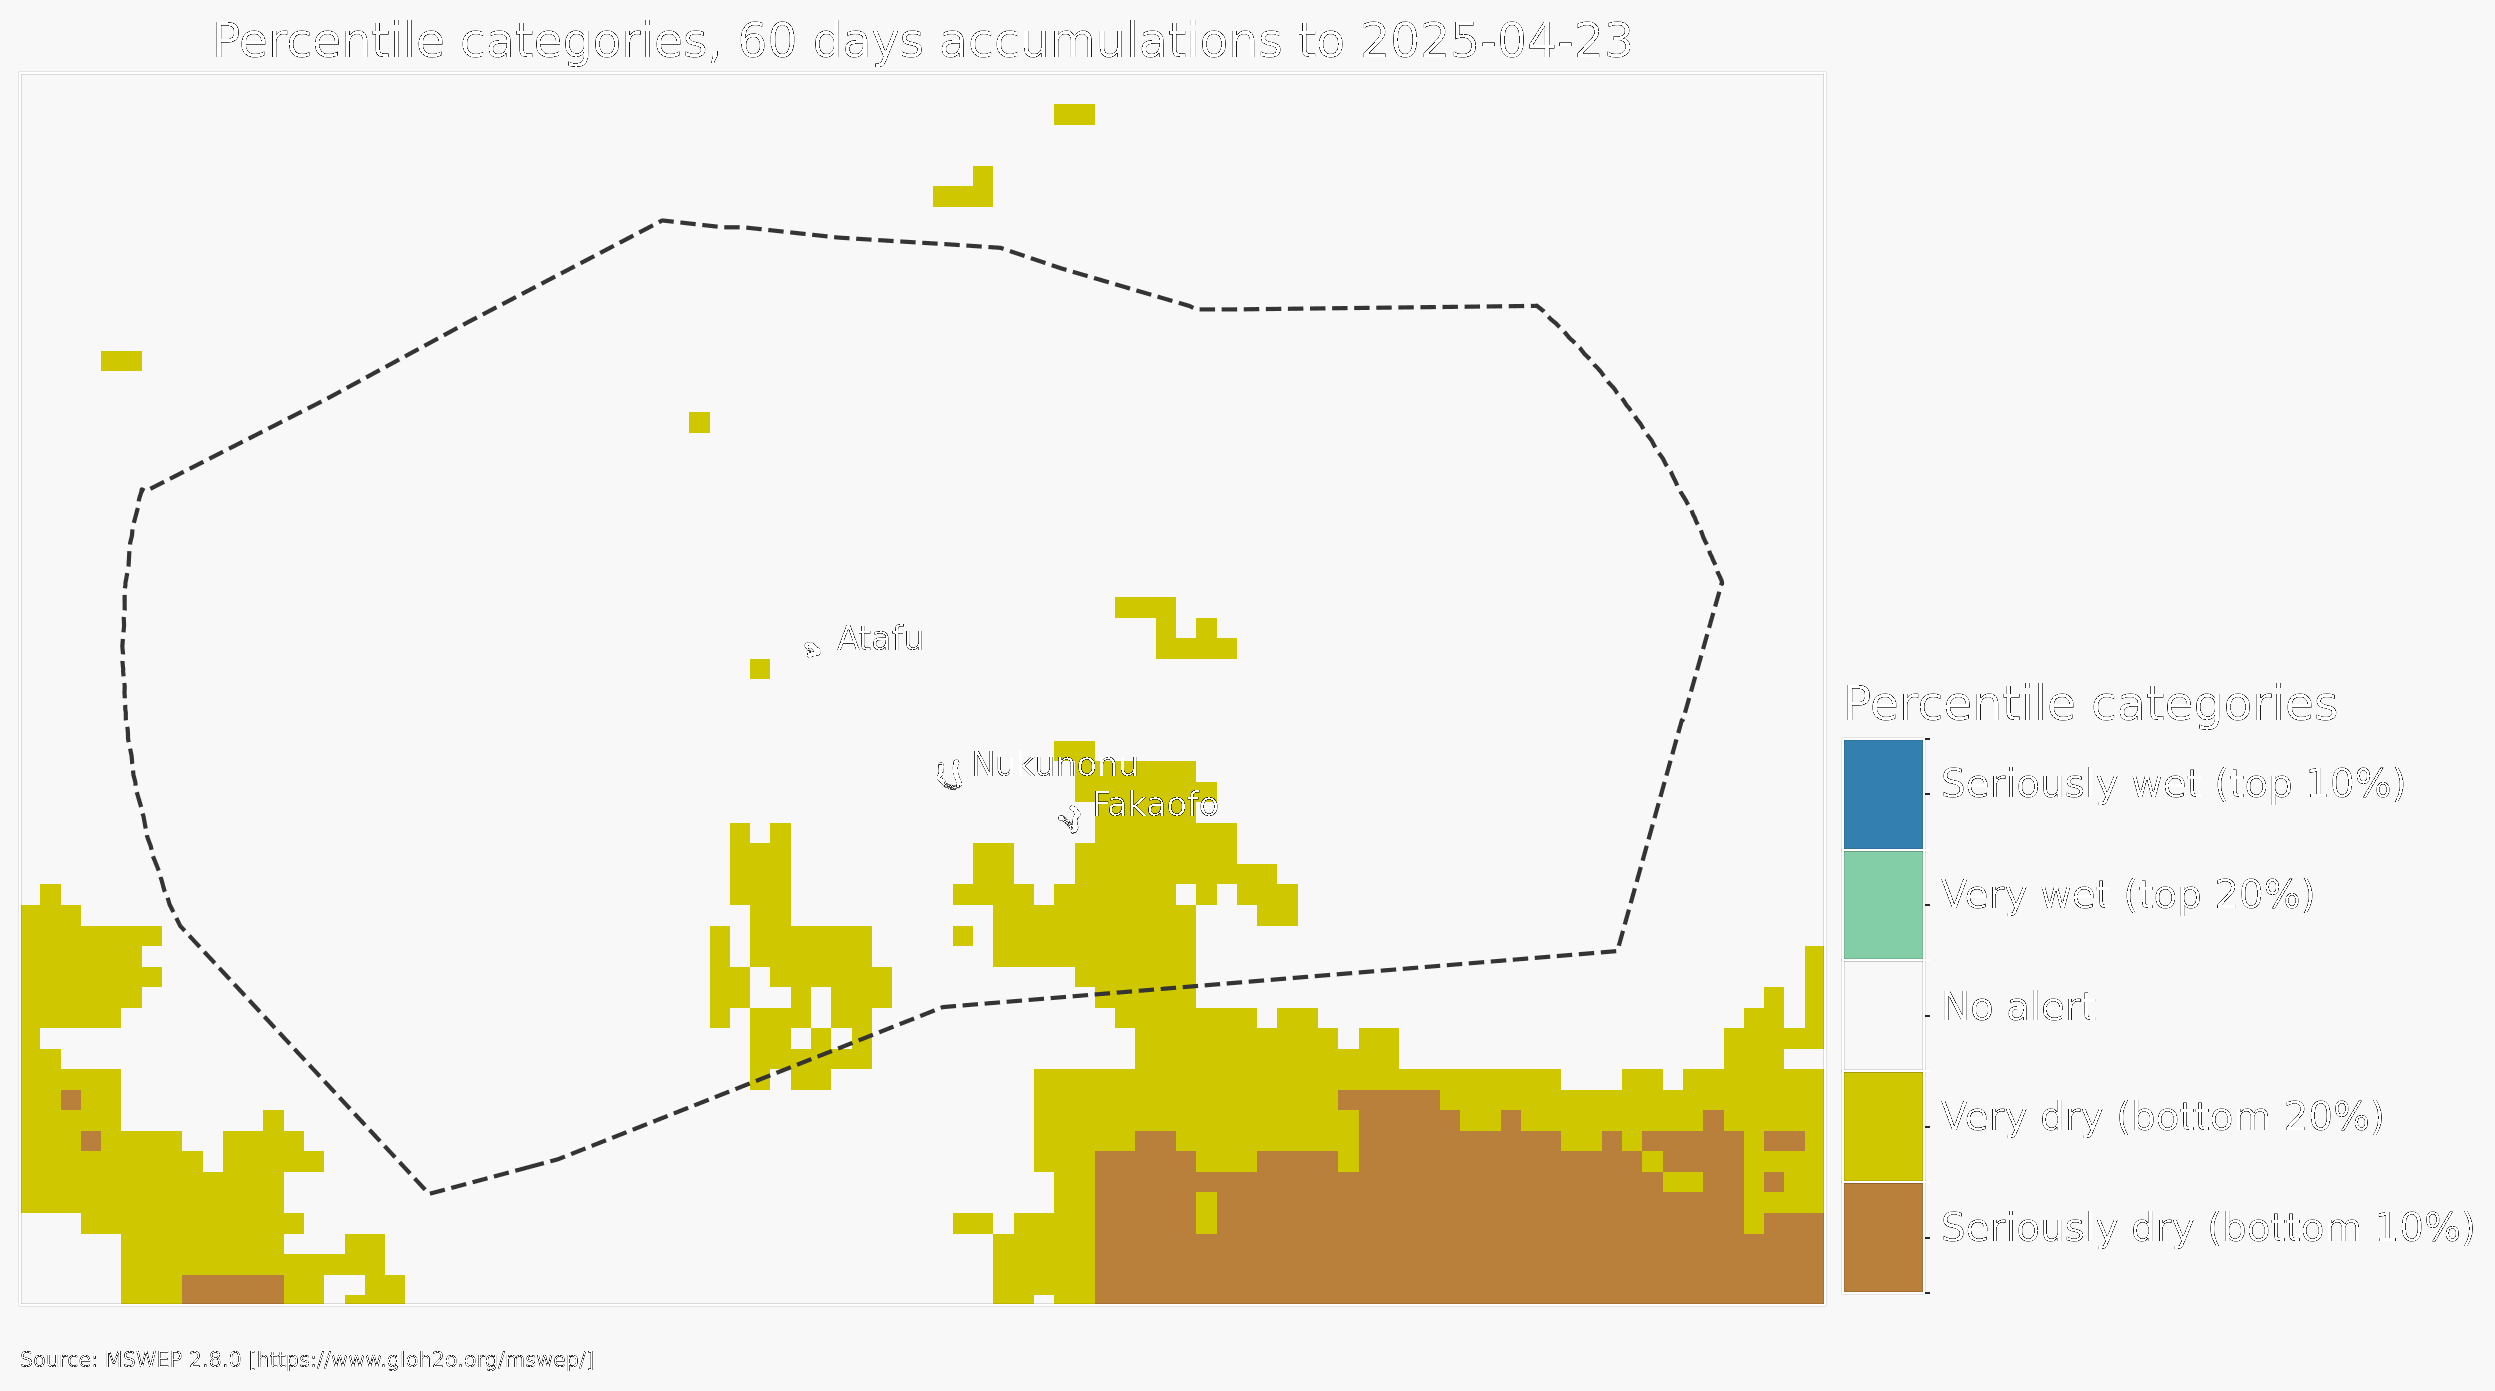 Percentile categories, 60 days accumulations to 2025-04-23
Atafu
Nukunonu
Fakaofo
Percentile categories
Seriously wet (top 10%)
Very wet (top 20%)
No alert
Very dry (bottom 20%)
Seriously dry (bottom 10%)
Source: MSWEP 2.8.0 [https://www.gloh2o.org/mswep/]